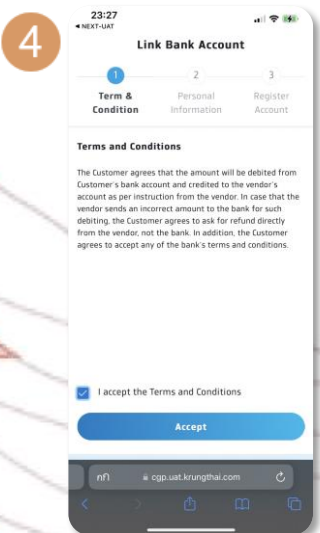 4
23:27
◀ NEXT-UAT
Link Bank Account
1
2
3
Term & Condition
Personal Information
Register Account
Terms and Conditions
The Customer agrees that the amount will be debited from
Customer's bank account and credited to the vendor's
account as per instruction from the vendor. In case that the
vendor sends an incorrect amount to the bank for such
debiting, the Customer agrees to ask for refund directly
from the vendor, not the bank. In addition, the Customer
agrees to accept any of the bank's terms and conditions.
I accept the Terms and Conditions
Accept
cgp.uat.krungthai.com